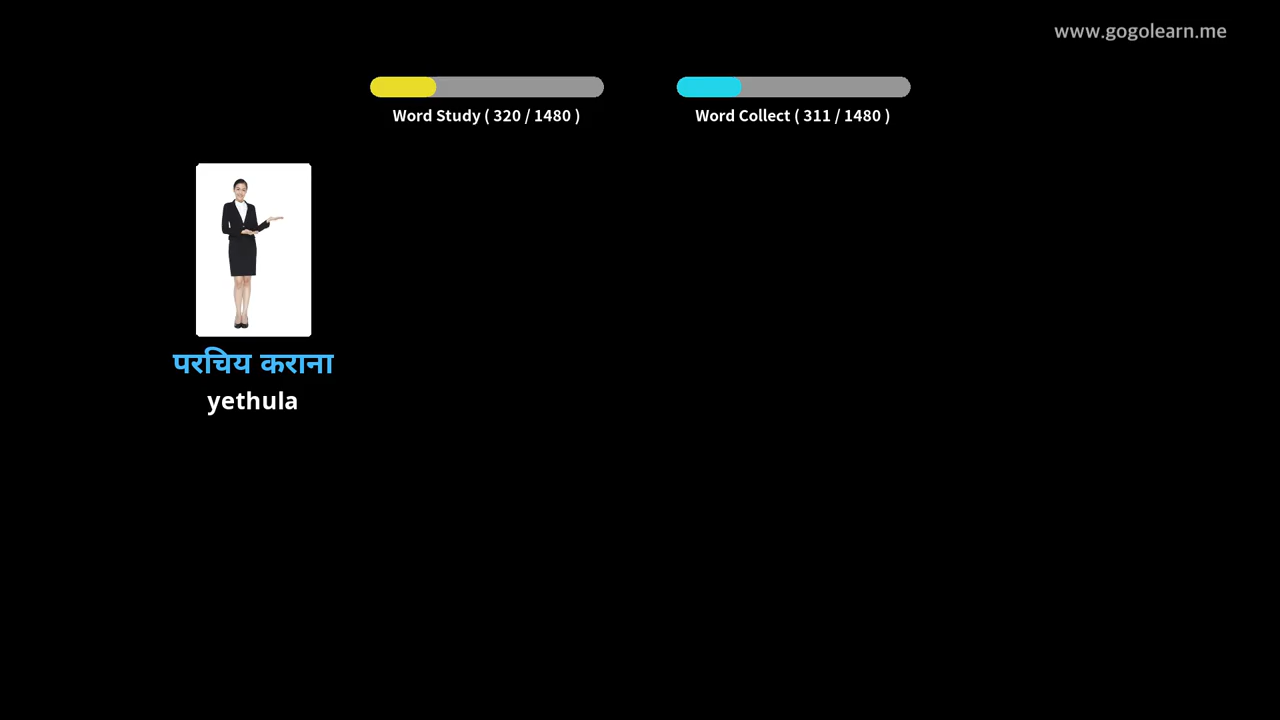 www.gogolearn.me
Word Study ( 320 / 1480 )
Word Collect ( 311 / 1480 )
परिचय कराना
yethula